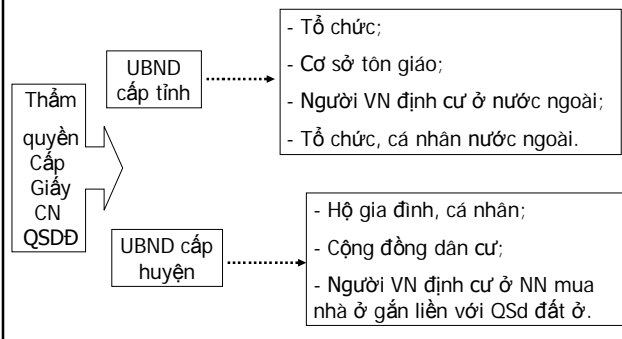 Thẩm
quyền
Cấp
Giấy
CN
QSDĐ
UBND
cấp tỉnh
- Tổ chức;
- Cơ sở tôn giáo;
- Người VN định cư ở nước ngoài;
- Tổ chức, cá nhân nước ngoài.
UBND cấp
huyện
- Hộ gia đình, cá nhân;
- Cộng đồng dân cư;
- Người VN định cư ở NN mua
nhà ở gắn liền với QSd đất ở.